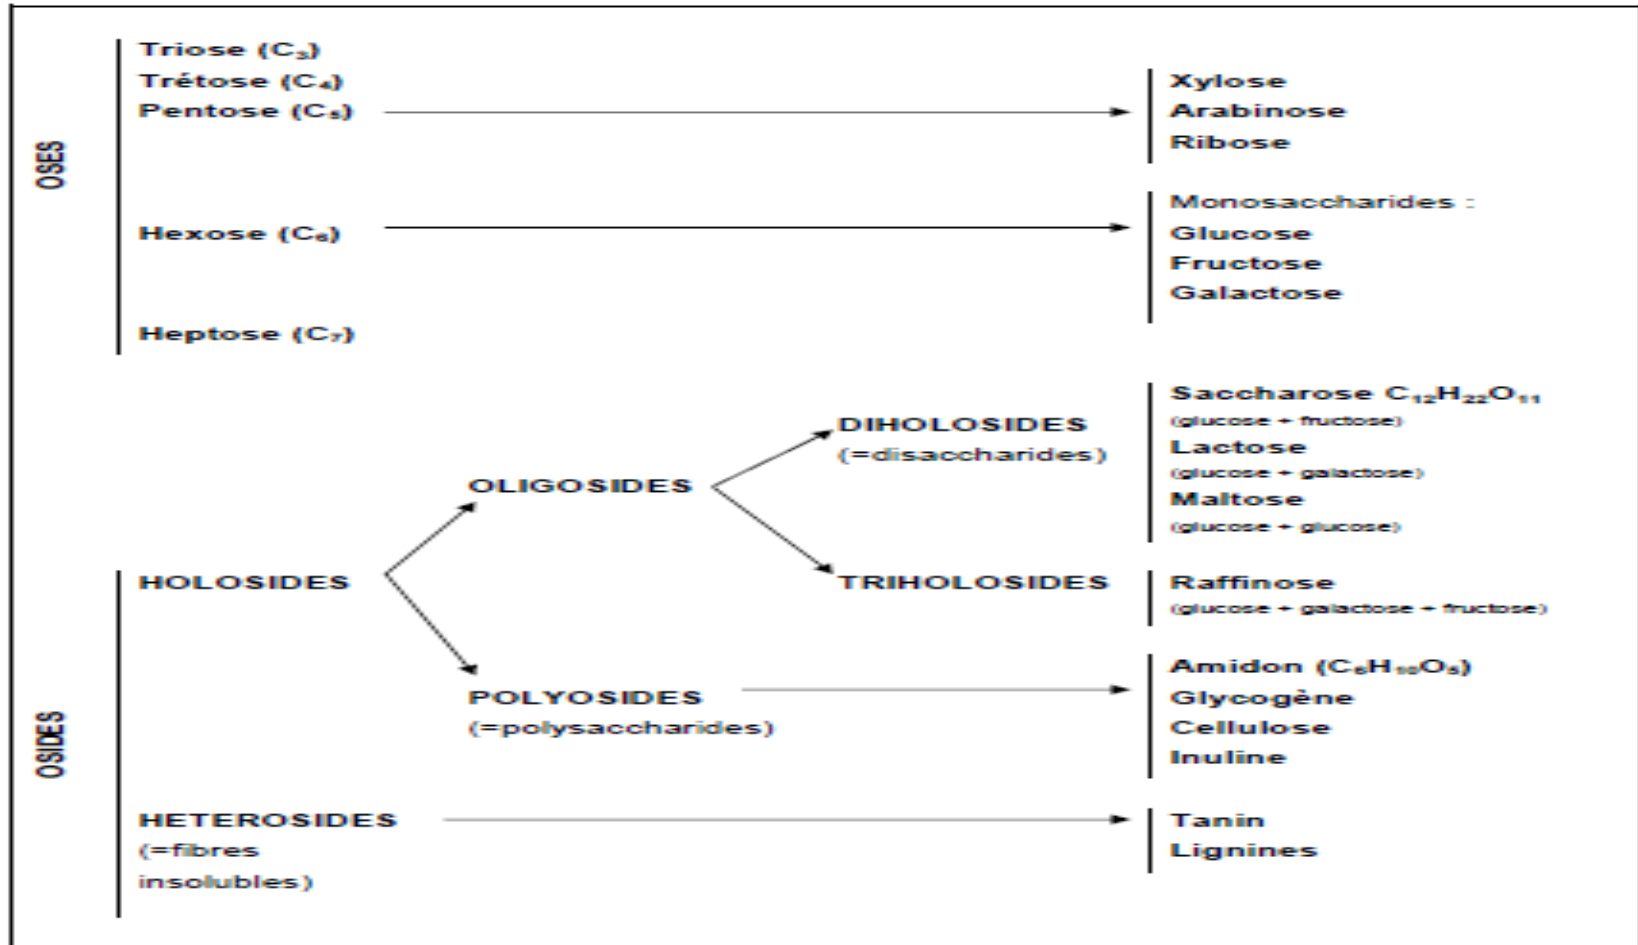 OSES
Triose (C₃)
Trétose (C₄)
Pentose (C₅)
Xylose
Arabinose
Ribose
Hexose (C₆)
Monosaccharides :
Glucose
Fructose
Galactose
Heptose (C₇)
OSIDES
HOLOSIDES
OLIGOSIDES
DIHOLOSIDES
(=disaccharides)
Saccharose C₁₂H₂₂O₁₁
(glucose + fructose)
Lactose
(glucose + galactose)
Maltose
(glucose + glucose)
TRIHOLOSIDES
Raffinose
(glucose + galactose + fructose)
POLYOSIDES
(=polysaccharides)
Amidon (C₆H₁₀O₅)
Glycogène
Cellulose
Inuline
HETEROSIDES
(=fibres
insolubles)
Tanin
Lignines